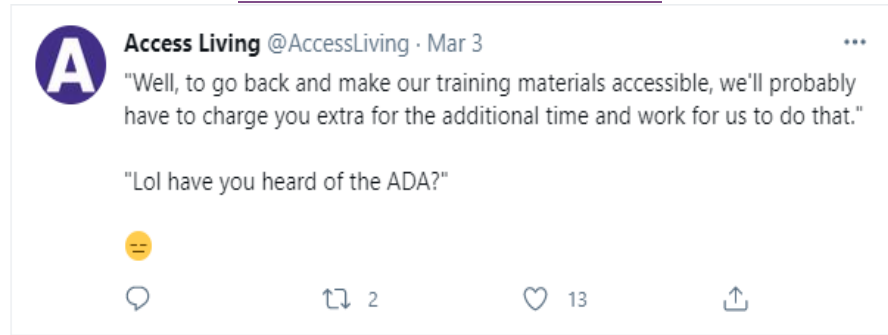 A
Access Living @AccessLiving · Mar 3
"Well, to go back and make our training materials accessible, we'll probably
have to charge you extra for the additional time and work for us to do that."
"Lol have you heard of the ADA?"
😑
2 13